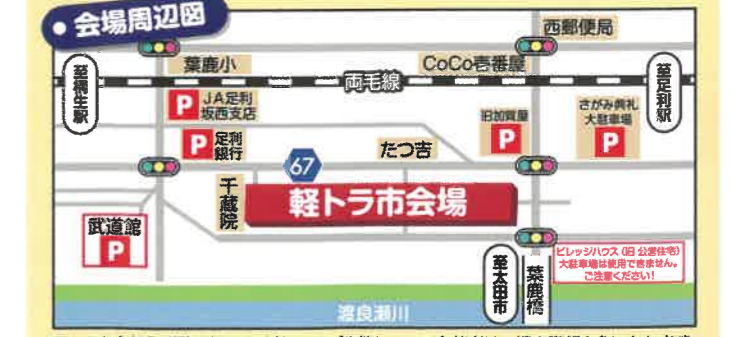 会場周辺図
西郵便局
葉鹿小
CoCo壱番屋
至桐生駅
両毛線
至足利駅
P JA足利
坂西支店
P 足利
銀行
旧加賀屋
P
さがみ典礼
大駐車場
P
たつ吉
67
千蔵院
軽トラ市会場
武道館
P
ビレッジハウス(旧 公営住宅)
大駐車場は使用できません。
ご注意ください!
至太田市
葉鹿橋
渡良瀬川